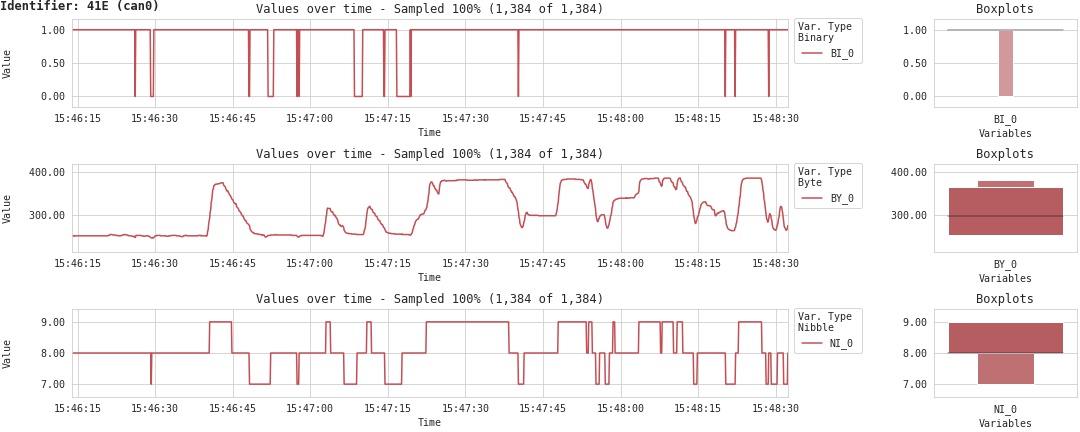 Identifier: 41E (can0)
Values over time - Sampled 100% (1,384 of 1,384)
Boxplots
Value
1.00
0.50
0.00
15:46:15 15:46:30 15:46:45 15:47:00 15:47:15 15:47:30 15:47:45 15:48:00 15:48:15 15:48:30
Time
Var. Type
Binary
BI_0
1.00
0.50
0.00
BI_0
Variables
Values over time - Sampled 100% (1,384 of 1,384)
Boxplots
Value
400.00
300.00
15:46:15 15:46:30 15:46:45 15:47:00 15:47:15 15:47:30 15:47:45 15:48:00 15:48:15 15:48:30
Time
Var. Type
Byte
BY_0
400.00
300.00
BY_0
Variables
Values over time - Sampled 100% (1,384 of 1,384)
Boxplots
Value
9.00
8.00
7.00
15:46:15 15:46:30 15:46:45 15:47:00 15:47:15 15:47:30 15:47:45 15:48:00 15:48:15 15:48:30
Time
Var. Type
Nibble
NI_0
9.00
8.00
7.00
NI_0
Variables